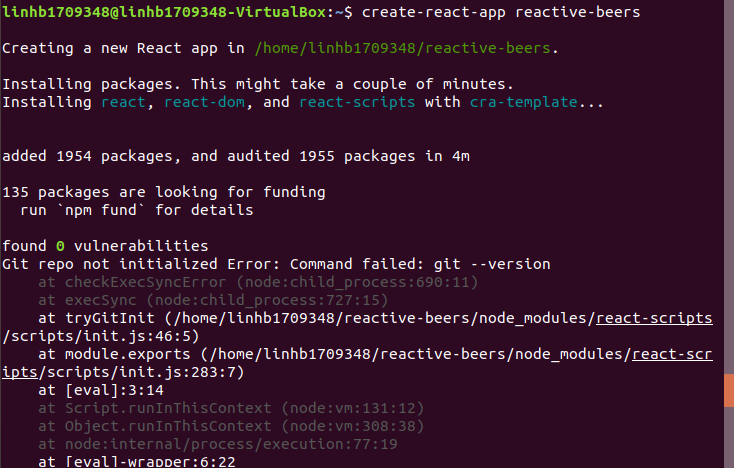 linhb1709348@linhb1709348-VirtualBox:~$ create-react-app reactive-beers
Creating a new React app in /home/linhb1709348/reactive-beers.
Installing packages. This might take a couple of minutes.
Installing react, react-dom, and react-scripts with cra-template...
added 1954 packages, and audited 1955 packages in 4m
135 packages are looking for funding
  run `npm fund` for details
found 0 vulnerabilities
Git repo not initialized Error: Command failed: git --version
    at checkExecSyncError (node:child_process:690:11)
    at execSync (node:child_process:727:15)
    at tryGitInit (/home/linhb1709348/reactive-beers/node_modules/react-scripts
/scripts/init.js:46:5)
    at module.exports (/home/linhb1709348/reactive-beers/node_modules/react-scr
ipts/scripts/init.js:283:7)
    at [eval]:3:14
    at Script.runInThisContext (node:vm:131:12)
    at Object.runInThisContext (node:vm:308:38)
    at node:internal/process/execution:77:19
    at [eval]-wrapper:6:22